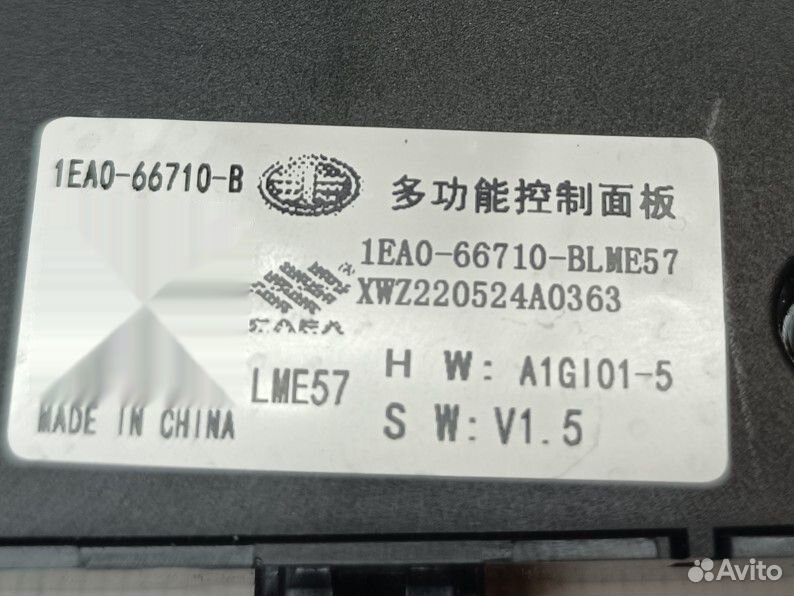 1EA0-66710-B
多功能控制面板
1EA0-66710-BLME57
XWZ220524A0363
LME57
H W: A1GI01-5
S W: V1.5
MADE IN CHINA
Avito